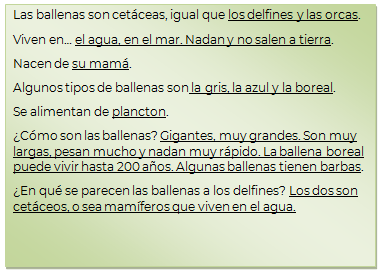 Las ballenas son cetáceas, igual que los delfines y las orcas.
Viven en... el agua, en el mar. Nadan y no salen a tierra.
Nacen de su mamá.
Algunos tipos de ballenas son la gris, la azul y la boreal.
Se alimentan de plancton.
¿Cómo son las ballenas? Gigantes, muy grandes. Son muy
largas, pesan mucho y nadan muy rápido. La ballena boreal
puede vivir hasta 200 años. Algunas ballenas tienen barbas.
¿En qué se parecen las ballenas a los delfines? Los dos son
cetáceos, o sea mamíferos que viven en el agua.